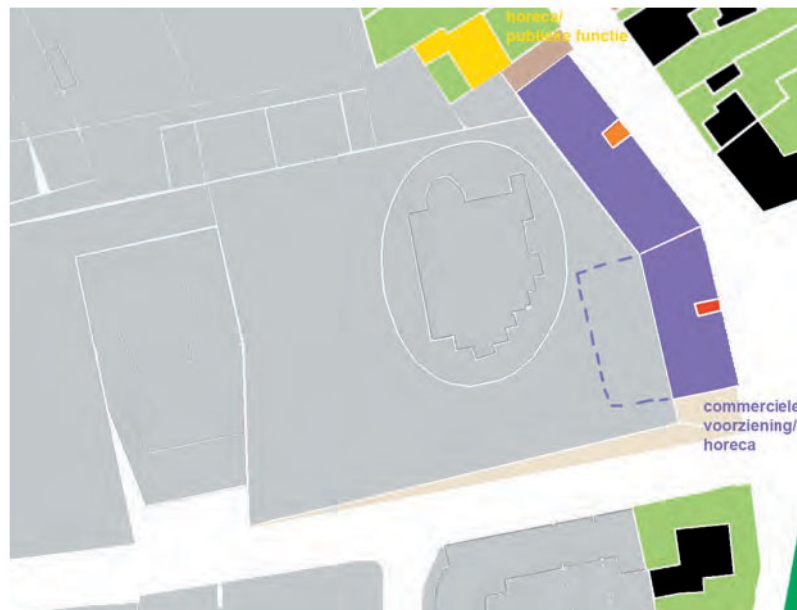 horeca/
publieke functie
commerciele
voorziening/
horeca